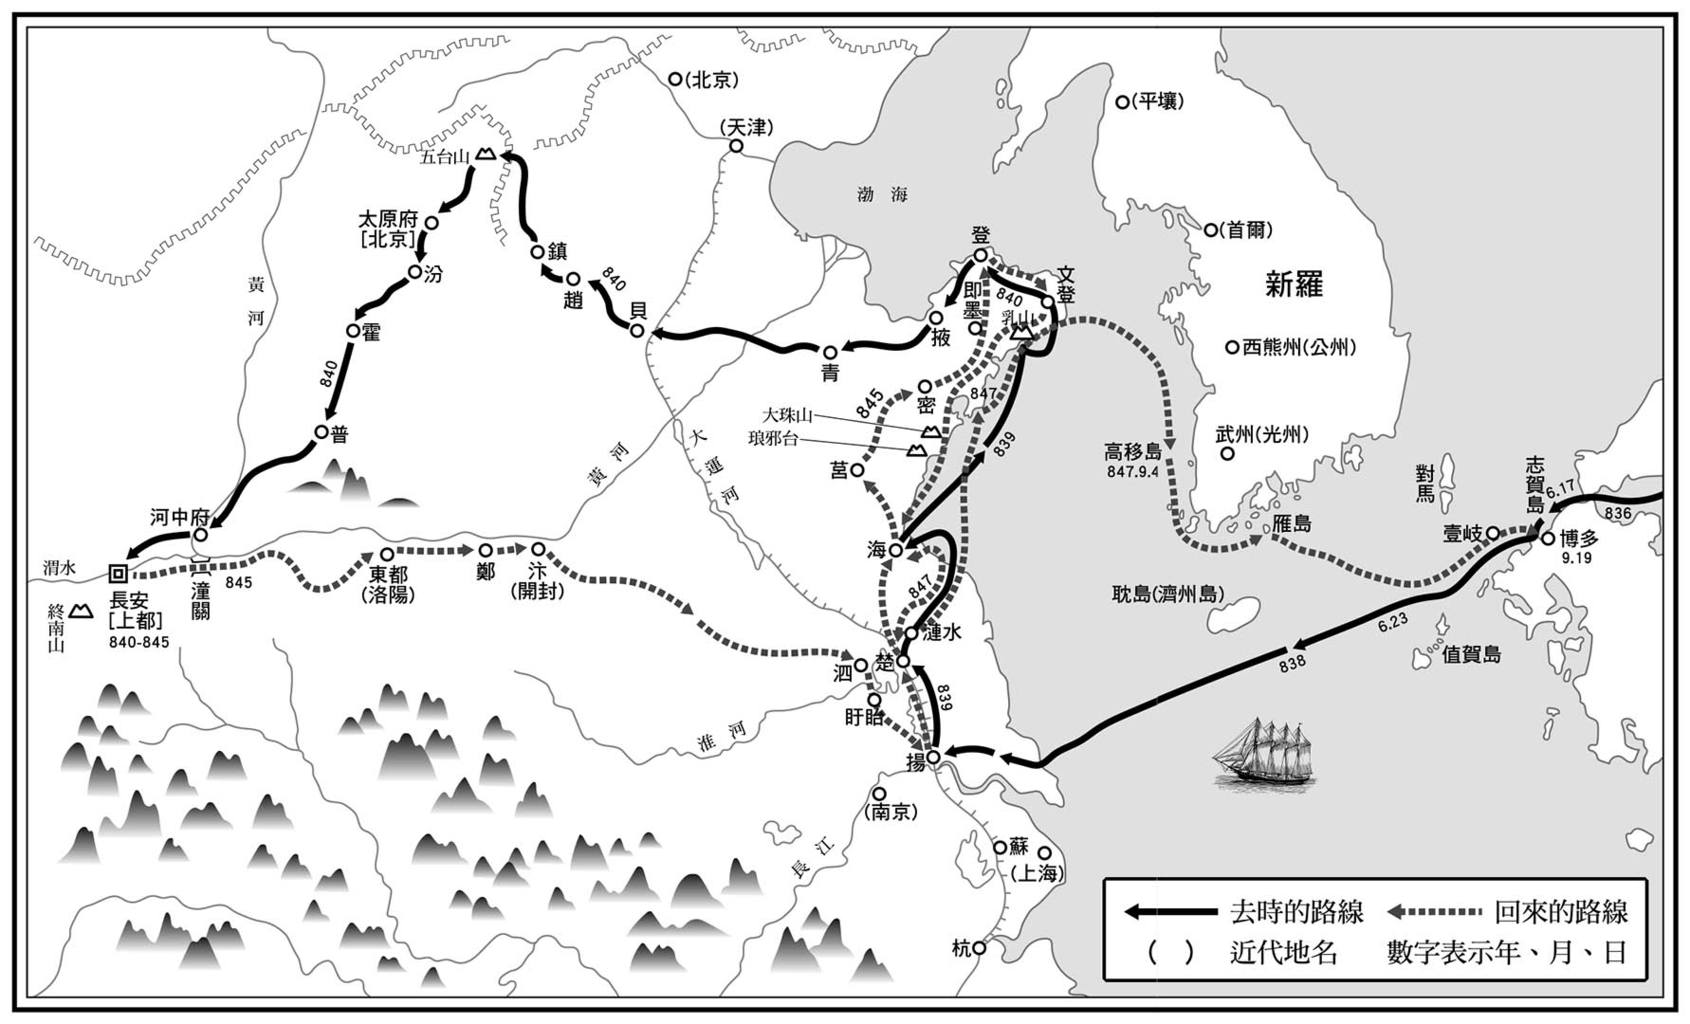 (北京)
(平壤)
(天津)
五台山
渤海
太原府
[北京]
登
(首爾)
鎮
汾
文登
新羅
黃河
840
趙
即墨
840
貝
乳山
霍
掖
西熊州(公州)
青
840
847
845
密
大珠山
普
琅邪台
大運河
839
武州(光州)
黃河
高移島
847.9.4
莒
對馬
志賀島
6.17
836
河中府
雁島
壹岐
博多
9.19
海
渭水
845
東都
(洛陽)
鄭
汴
(開封)
潼關
847
耽島(濟州島)
終南山
長安
[上都]
840-845
漣水
6.23
泗
楚
838
值賀島
839
盱眙
淮河
揚
(南京)
長江
蘇
(上海)
杭
去時的路線
回來的路線
( ) 近代地名
數字表示年、月、日